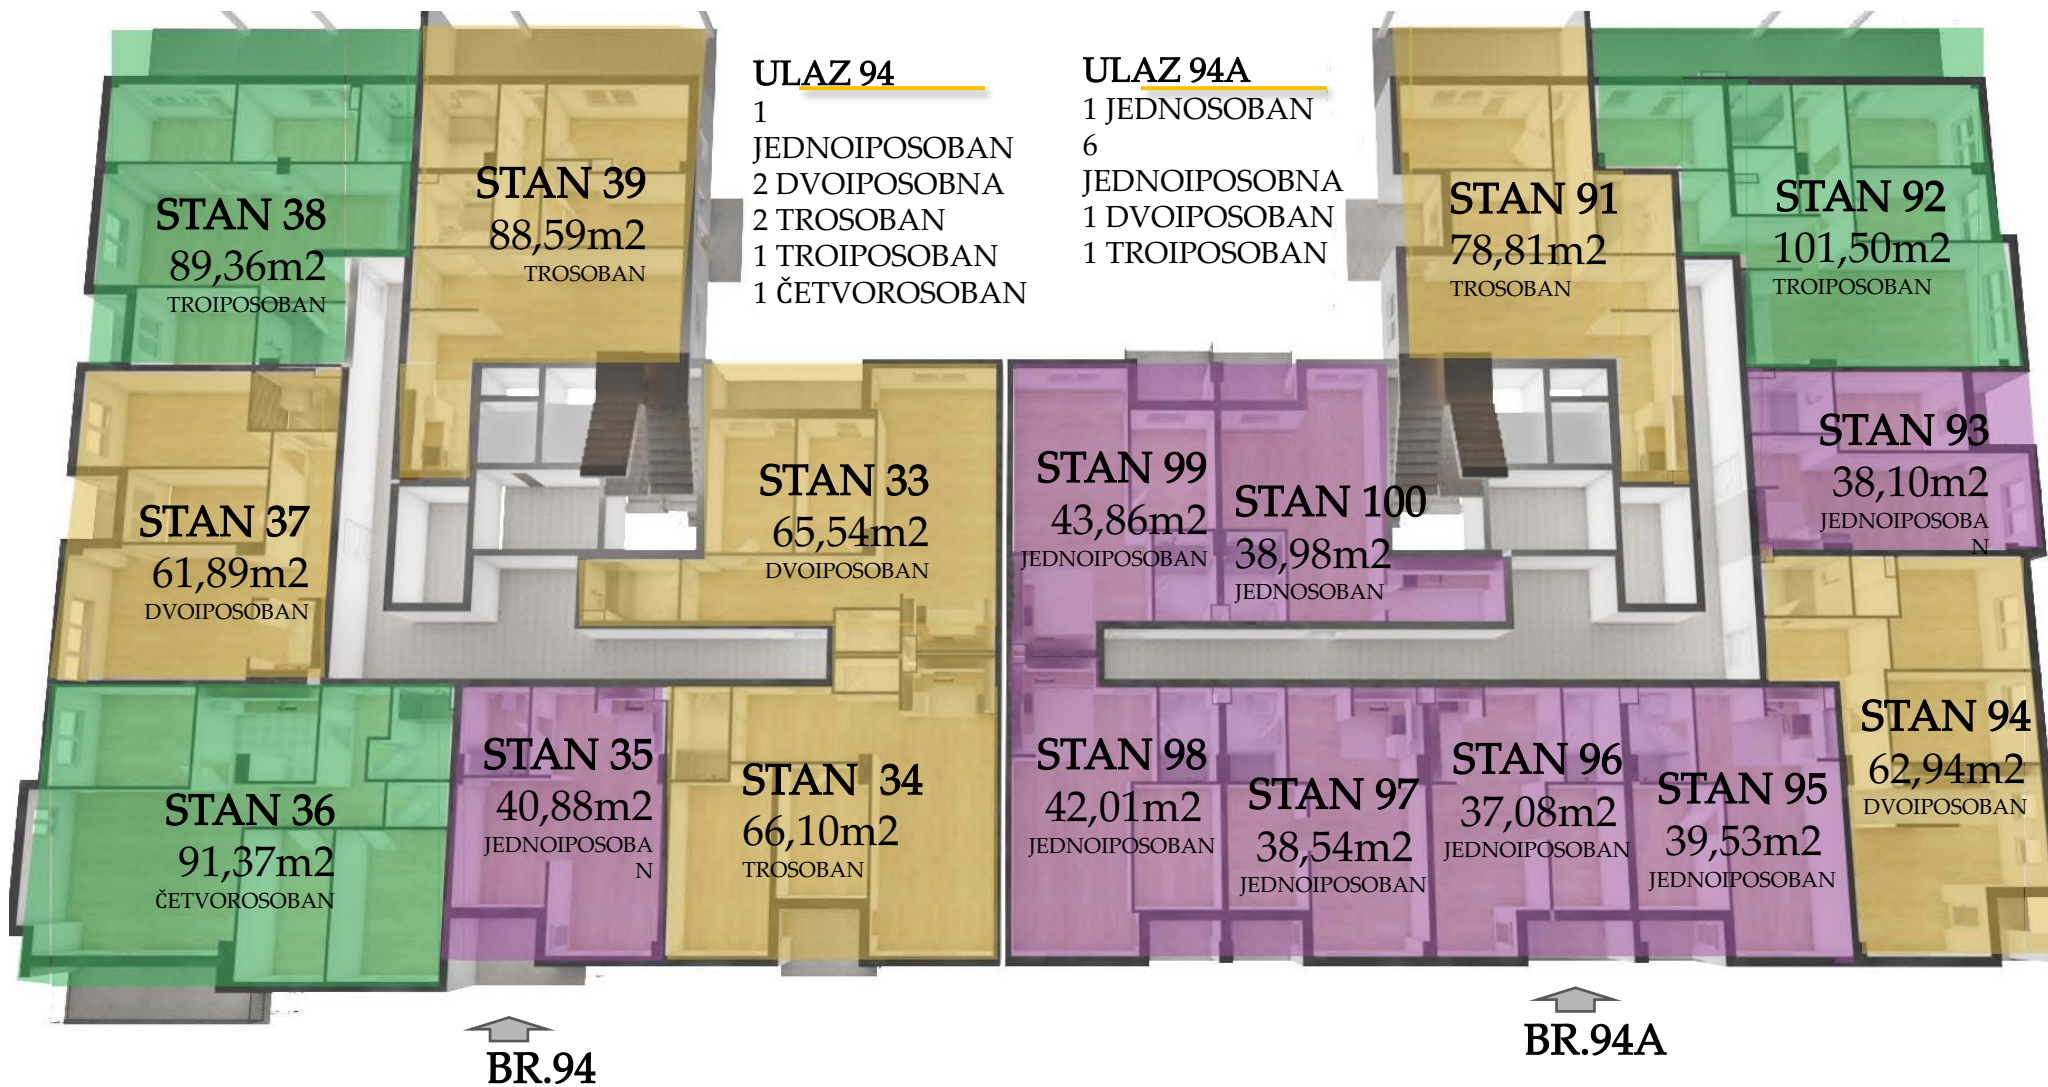 ULAZ 94
1
JEDNOIPOSOBAN
2 DVOIPOSOBNA
2 TROSOBAN
1 TROIPOSOBAN
1 ČETVOROSOBAN
ULAZ 94A
1 JEDNOSOBAN
6
JEDNOIPOSOBNA
1 DVOIPOSOBAN
1 TROIPOSOBAN
STAN 38
89,36m2
TROIPOSOBAN
STAN 39
88,59m2
TROSOBAN
STAN 91
78,81m2
TROSOBAN
STAN 92
101,50m2
TROIPOSOBAN
STAN 37
61,89m2
DVOIPOSOBAN
STAN 33
65,54m2
DVOIPOSOBAN
STAN 99
43,86m2
JEDNOIPOSOBAN
STAN 100
38,98m2
JEDNOSOBAN
STAN 93
38,10m2
JEDNOIPOSOBA
N
STAN 36
91,37m2
ČETVOROSOBAN
STAN 35
40,88m2
JEDNOIPOSOBA
N
STAN 34
66,10m2
TROSOBAN
STAN 98
42,01m2
JEDNOIPOSOBAN
STAN 97
38,54m2
JEDNOIPOSOBAN
STAN 96
37,08m2
JEDNOIPOSOBAN
STAN 95
39,53m2
JEDNOIPOSOBAN
STAN 94
62,94m2
DVOIPOSOBAN
BR.94
BR.94A